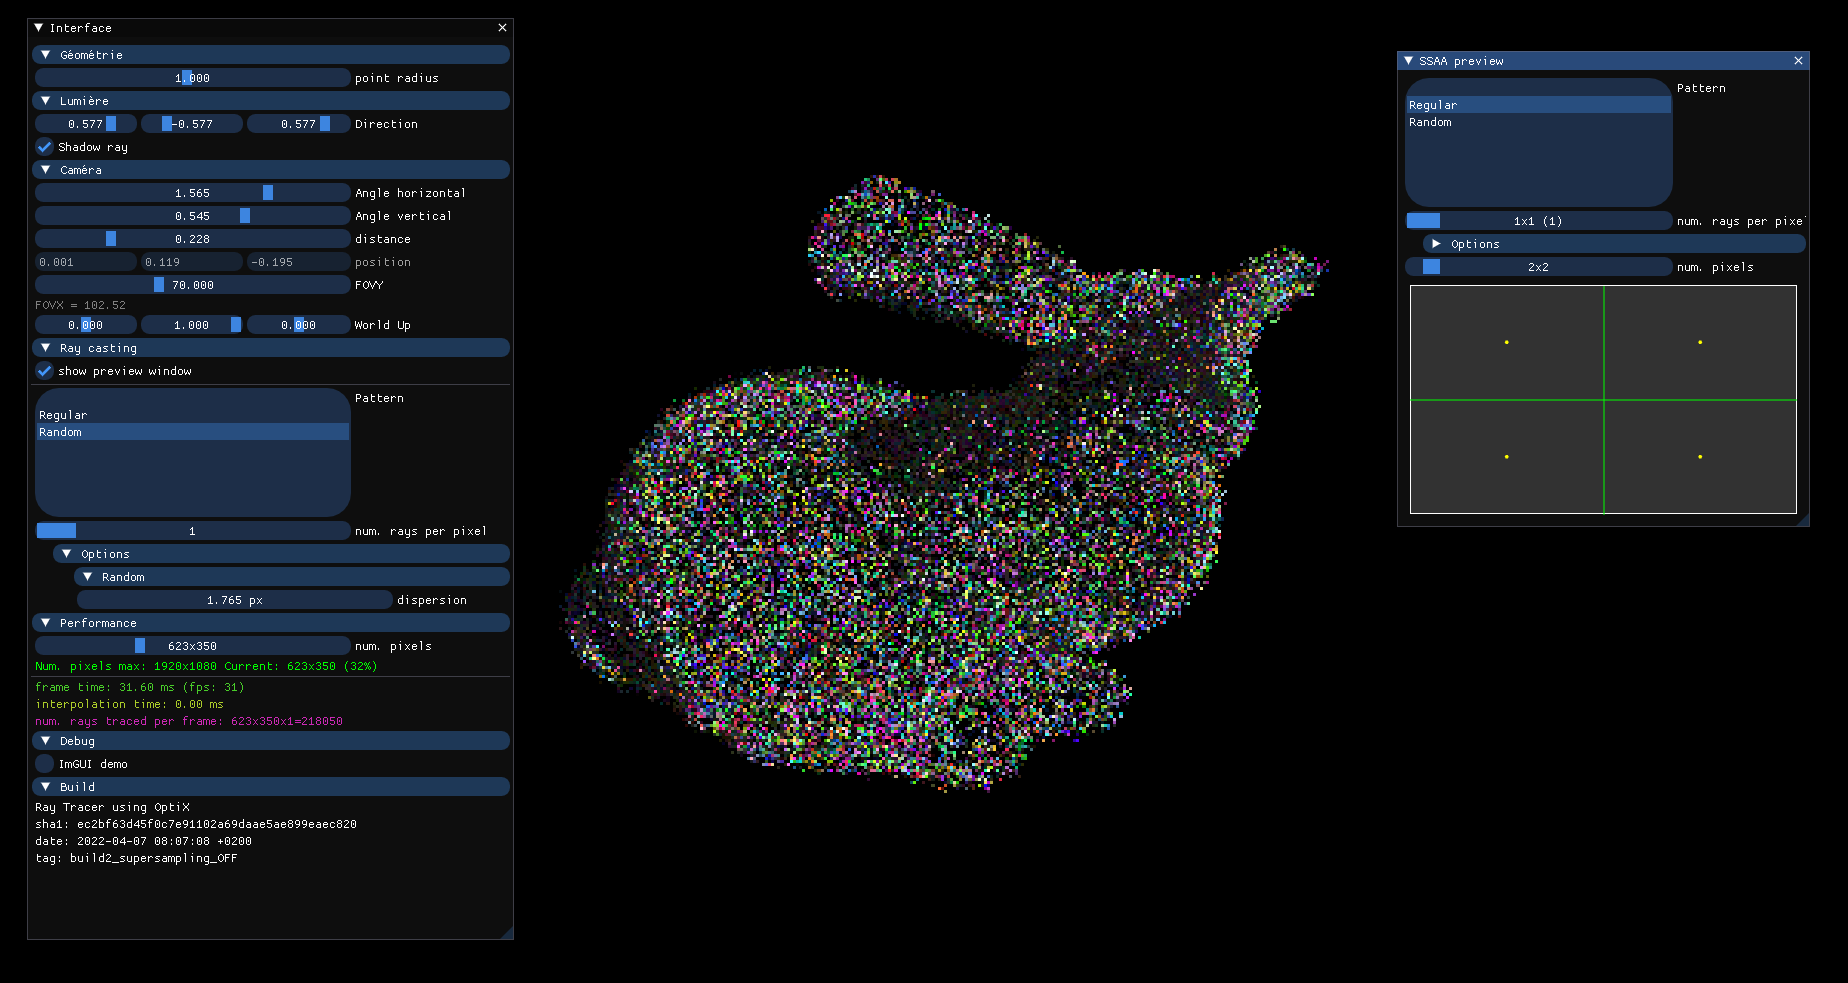 Interface
Géométrie
1.000 point radius
Lumière
0.577 -0.577 0.577 Direction
Shadow ray
Caméra
1.565 Angle horizontal
0.545 Angle vertical
0.228 distance
0.001 0.119 -0.195 position
70.000 FOVY
FOVX = 102.52
0.000 1.000 0.000 World Up
Ray casting
show preview window
Pattern
Regular
Random
1 num. rays per pixel
Options
Random
1.765 px dispersion
Performance
623x350 num. pixels
Num. pixels max: 1920x1080 Current: 623x350 (32%)
frame time: 31.60 ms (fps: 31)
interpolation time: 0.00 ms
num. rays traced per frame: 623x350x1=218050
Debug
ImGUI demo
Build
Ray Tracer using OptiX
sha1: ec2bf63d45f0c7e91102a69daae5ae899eaec820
date: 2022-04-07 08:07:08 +0200
tag: build2_supersampling_OFF
SSAA preview
Pattern
Regular
Random
1x1 (1) num. rays per pixe
Options
2x2 num. pixels